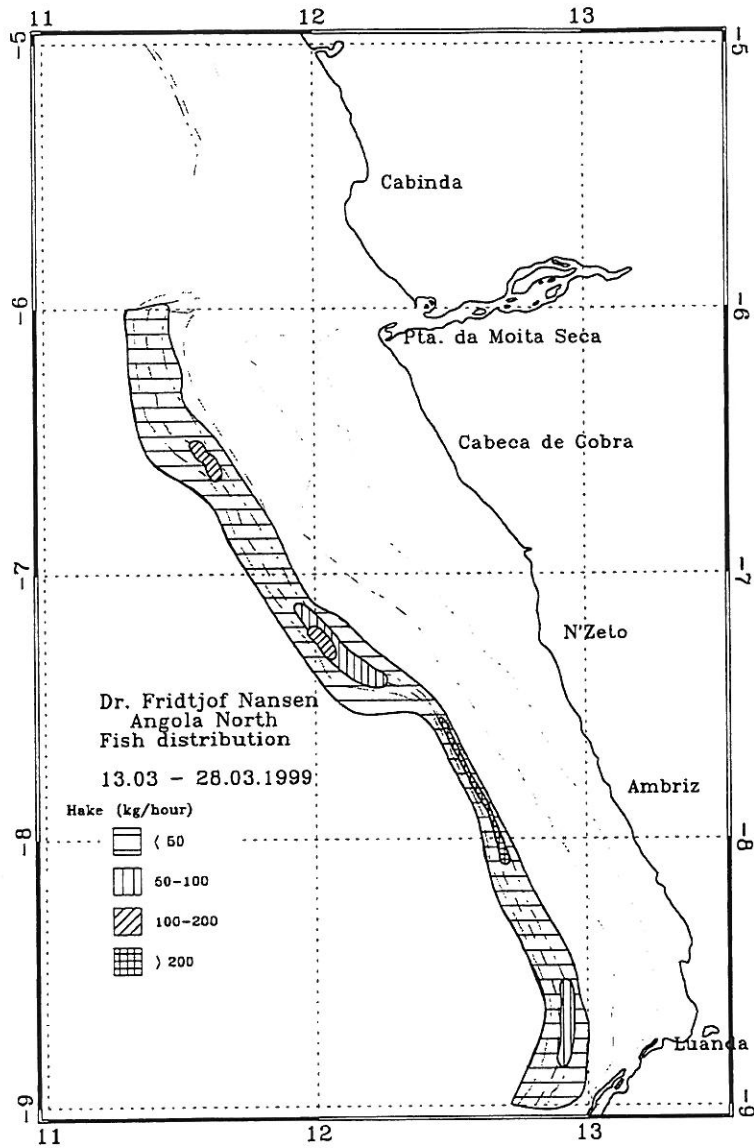 11 12 13
-5 -5
Cabinda
-6 -6
Pta. da Moita Seca
Cabeca de Cobra
-7 -7
N'Zeto
Dr. Fridtjof Nansen
Angola North
Fish distribution
13.03 - 28.03.1999
Ambriz
Hake (kg/hour)
-8 -8
⟨ 50
50-100
100-200
⟩ 200
Luanda
-9 -9
11 12 13